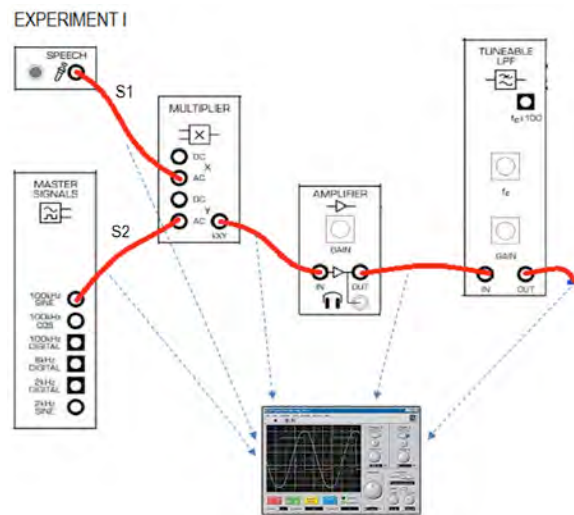 EXPERIMENT I
SPEECH
S1
MULTIPLIER
X
DC
X
AC
DC
Y
AC
kXY
MASTER
SIGNALS
S2
100kHz
SINE
100kHz
COS
100kHz
DIGITAL
8kHz
DIGITAL
2kHz
DIGITAL
2kHz
SINE
AMPLIFIER
GAIN
IN
OUT
TUNEABLE
LPF
fc x100
fc
GAIN
IN
OUT